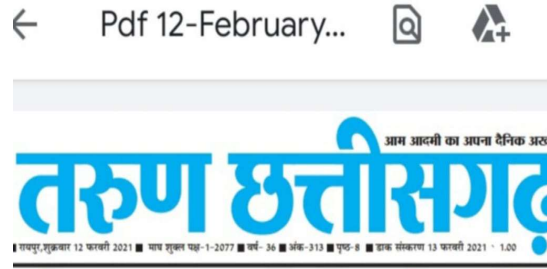 Pdf 12-February...
आम आदमी का अपना दैनिक
तरुण छत्तीसगढ़
■ रायपुर,शुक्रवार 12 फरवरी 2021 ■ माघ शुक्ल पक्ष-1-2077 ■ वर्ष- 36 ■ अंक-313 ■ पृष्ठ-8 ■ डाक संस्करण 13 फरवरी 2021 · 1.00